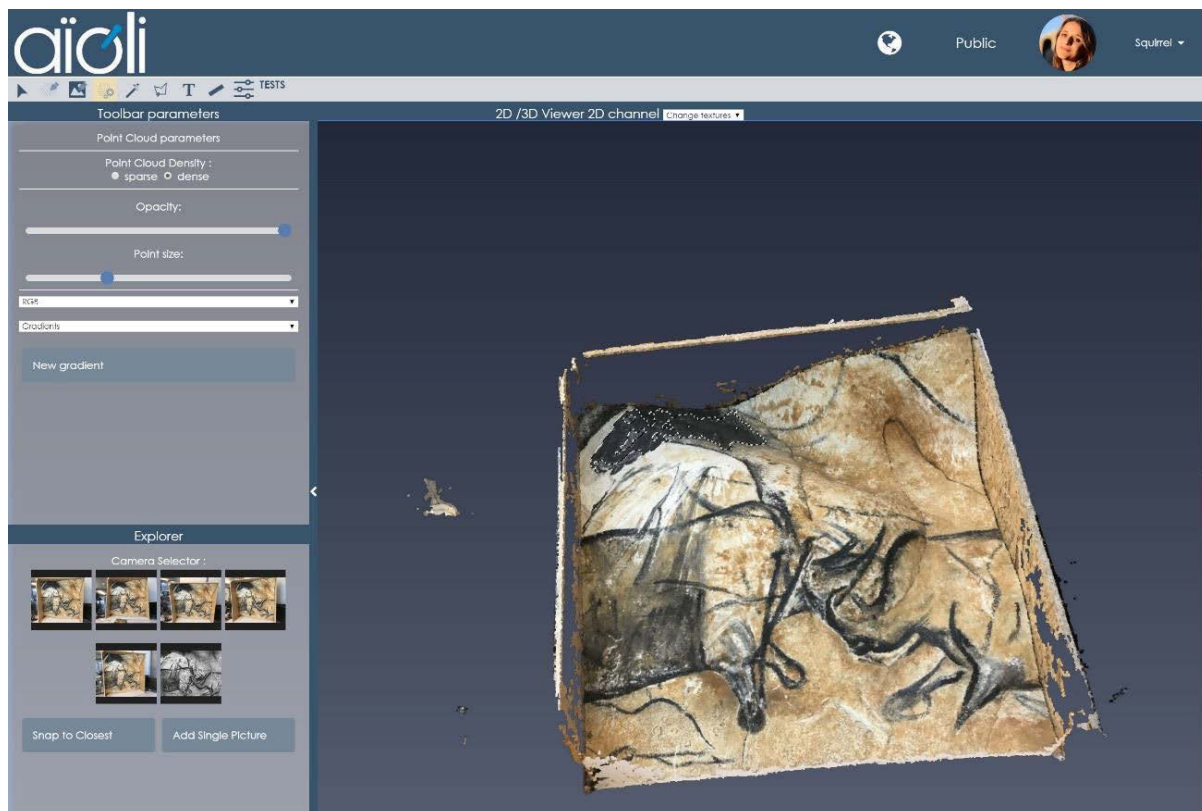 aïoli
Public
Squirrel
T
TESTS
Toolbar parameters
2D /3D Viewer 2D channel Change textures
Point Cloud parameters
Point Cloud Density :
sparse dense
Opacity:
Point size:
RGB
Gradients
New gradient
Explorer
Camera Selector :
Snap to Closest Add Single Picture